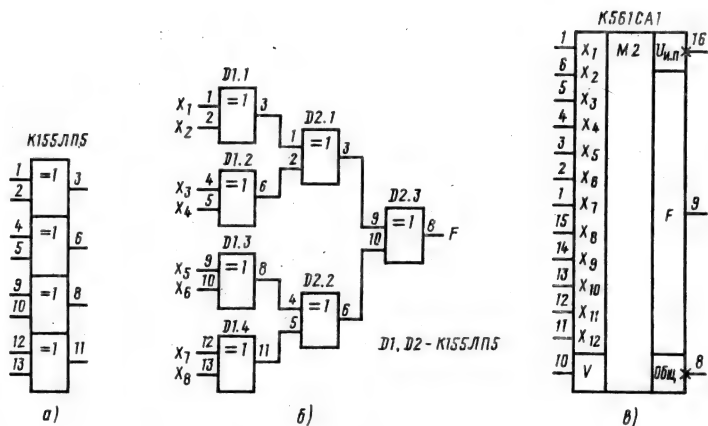 К155ЛП5
1
2
=1
3
4
5
=1
6
9
10
=1
8
12
13
=1
11
а)
D1.1
X1 1
X2 2
=1
3
D1.2
X3 4
X4 5
=1
6
D1.3
X5 9
X6 10
=1
8
D1.4
X7 12
X8 13
=1
11
D2.1
1
2
=1
3
D2.2
4
5
=1
6
D2.3
9
10
=1
8 F
D1, D2 – К155ЛП5
б)
К561СА1
1 X1
6 X2
5 X3
4 X4
3 X5
2 X6
1 X7
15 X8
14 X9
13 X10
12 X11
11 X12
10 V
М2
Uи.п 16
F 9
Общ 8
в)